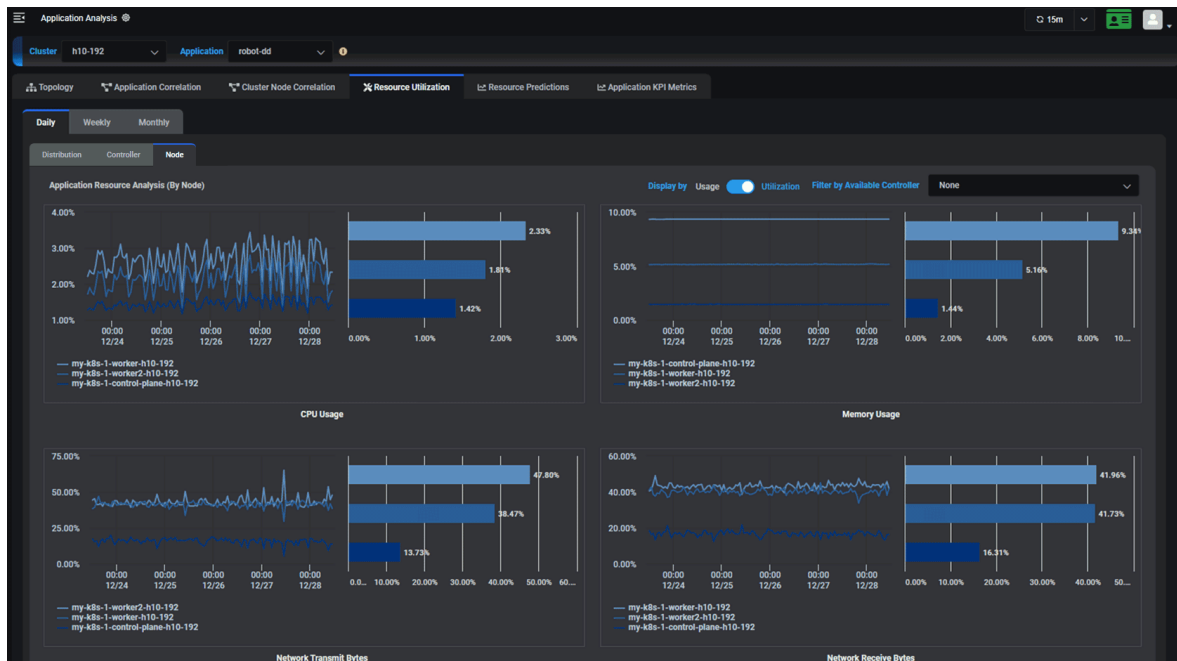 Application Analysis
15m
Cluster h10-192 Application robot-dd
Topology Application Correlation Cluster Node Correlation Resource Utilization Resource Predictions Application KPI Metrics
Daily Weekly Monthly
Distribution Controller Node
Application Resource Analysis (By Node) Display by Usage Utilization Filter by Available Controller None
4.00%
3.00%
2.00%
1.00%
00:00 00:00 00:00 00:00 00:00
12/24 12/25 12/26 12/27 12/28
2.33%
1.81%
1.42%
0.00% 1.00% 2.00% 3.00%
my-k8s-1-worker-h10-192
my-k8s-1-worker2-h10-192
my-k8s-1-control-plane-h10-192
CPU Usage
10.00%
5.00%
0.00%
00:00 00:00 00:00 00:00 00:00
12/24 12/25 12/26 12/27 12/28
9.34%
5.16%
1.44%
0.00% 2.00% 4.00% 6.00% 8.00% 10....
my-k8s-1-control-plane-h10-192
my-k8s-1-worker-h10-192
my-k8s-1-worker2-h10-192
Memory Usage
75.00%
50.00%
25.00%
0.00%
00:00 00:00 00:00 00:00 00:00
12/24 12/25 12/26 12/27 12/28
47.80%
38.47%
13.73%
0.0... 10.00% 20.00% 30.00% 40.00% 50.00% 60....
my-k8s-1-worker2-h10-192
my-k8s-1-worker-h10-192
my-k8s-1-control-plane-h10-192
Network Transmit Bytes
60.00%
40.00%
20.00%
0.00%
00:00 00:00 00:00 00:00 00:00
12/24 12/25 12/26 12/27 12/28
41.96%
41.73%
16.31%
0.00% 10.00% 20.00% 30.00% 40.00% 50....
my-k8s-1-worker-h10-192
my-k8s-1-worker2-h10-192
my-k8s-1-control-plane-h10-192
Network Receive Bytes